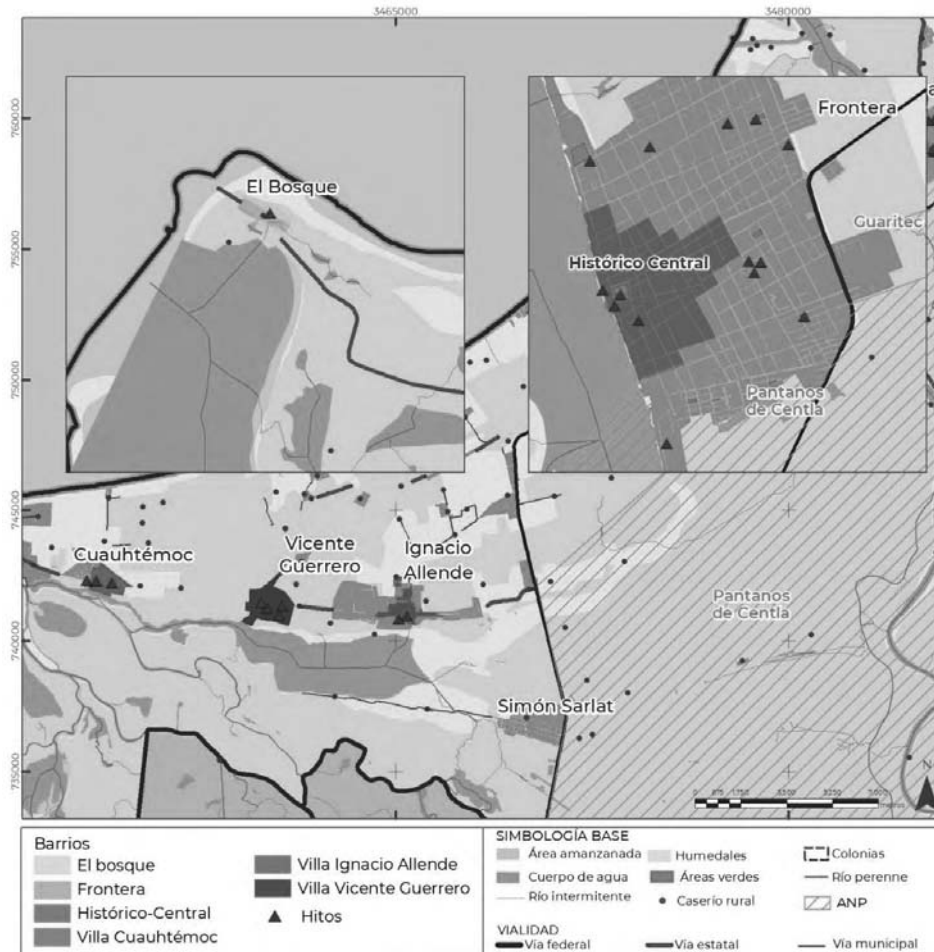 3465000
3480000
760000
755000
750000
745000
740000
735000
El Bosque
Frontera
Guaritec
Histórico Central
Pantanos
de Centla
Cuauhtémoc
Vicente
Guerrero
Ignacio
Allende
Pantanos
de Centla
Simón Sarlat
N
metros
Barrios
El bosque
Frontera
Histórico-Central
Villa Cuauhtémoc
Villa Ignacio Allende
Villa Vicente Guerrero
Hitos
SIMBOLOGÍA BASE
Área amanzanada
Cuerpo de agua
Río intermitente
Humedales
Áreas verdes
Caserío rural
Colonias
Río perenne
ANP
VIALIDAD
Vía federal
Vía estatal
Vía municipal